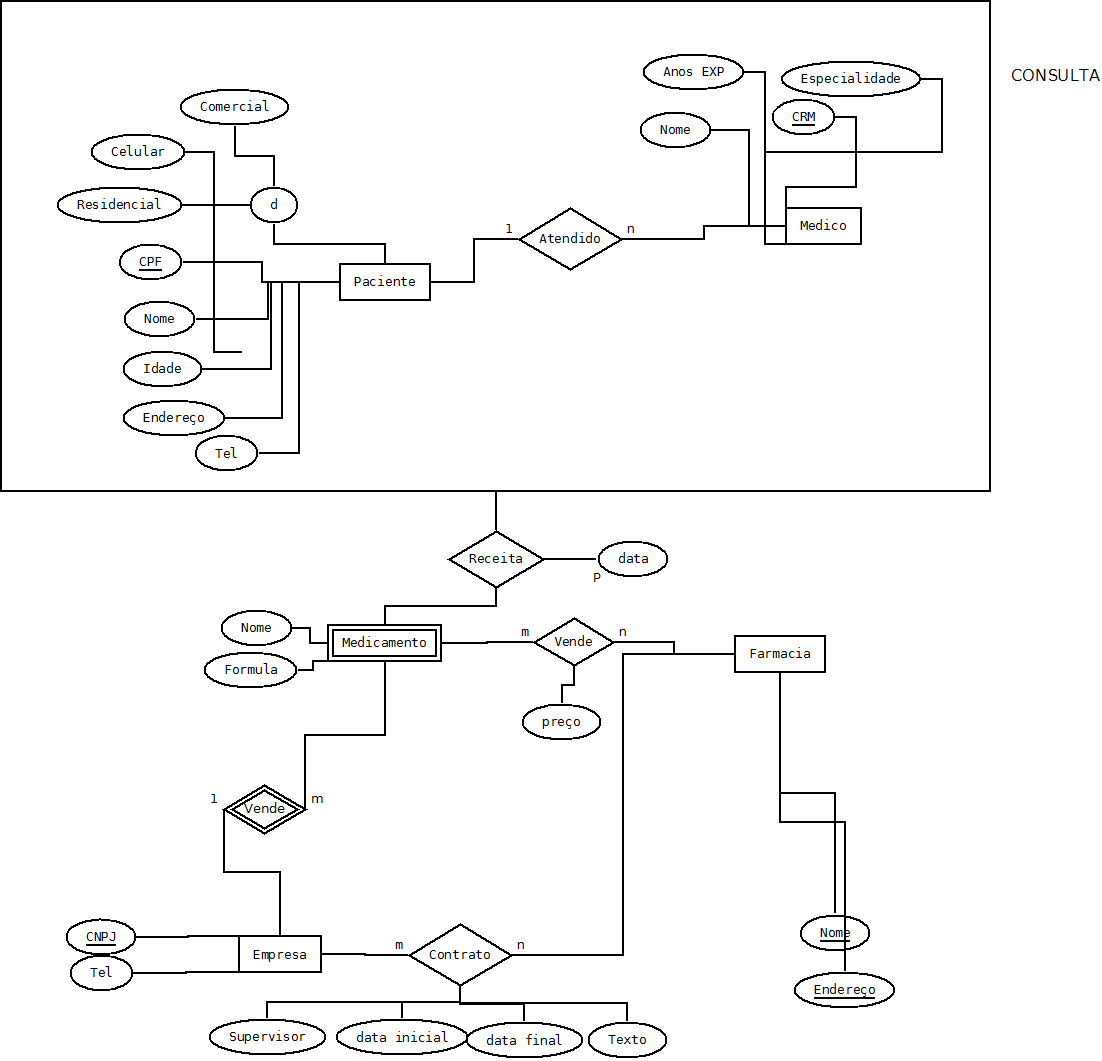 Anos EXP
Especialidade
CONSULTA
Comercial
CRM
Nome
Celular
Residencial
d
Medico
1
n
Atendido
CPF
Paciente
Nome
Idade
Endereço
Tel
Receita
data
P
Nome
Medicamento
m
Vende
n
Farmacia
Formula
preço
1
Vende
m
CNPJ
Nome
Empresa
m
Contrato
n
Tel
Endereço
Supervisor
data inicial
data final
Texto